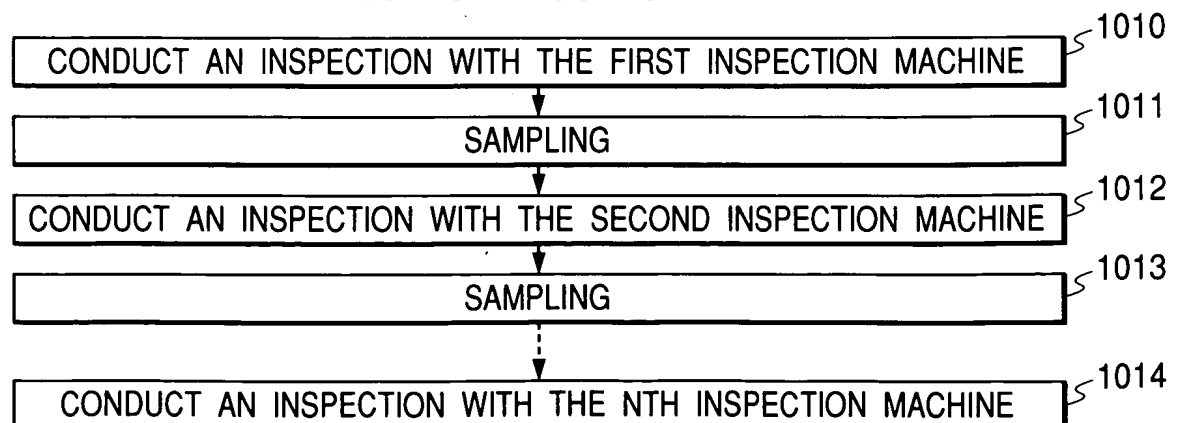 1010
CONDUCT AN INSPECTION WITH THE FIRST INSPECTION MACHINE
1011
SAMPLING
1012
CONDUCT AN INSPECTION WITH THE SECOND INSPECTION MACHINE
1013
SAMPLING
1014
CONDUCT AN INSPECTION WITH THE NTH INSPECTION MACHINE